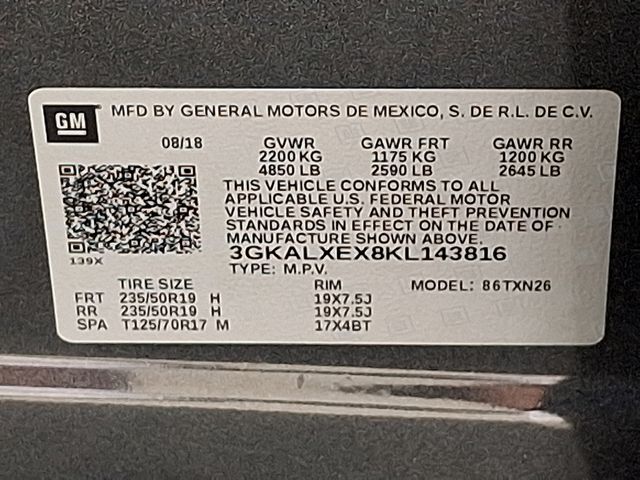 GM MFD BY GENERAL MOTORS DE MEXICO, S. DE R.L. DE C.V.
08/18 GVWR GAWR FRT GAWR RR
2200 KG 1175 KG 1200 KG
4850 LB 2590 LB 2645 LB
THIS VEHICLE CONFORMS TO ALL
APPLICABLE U.S. FEDERAL MOTOR
VEHICLE SAFETY AND THEFT PREVENTION
STANDARDS IN EFFECT ON THE DATE OF
MANUFACTURE SHOWN ABOVE.
139X 3GKALXEX8KL143816
TYPE: M.P.V.
TIRE SIZE RIM MODEL: 86TXN26
FRT 235/50R19 H 19X7.5J
RR 235/50R19 H 19X7.5J
SPA T125/70R17 M 17X4BT